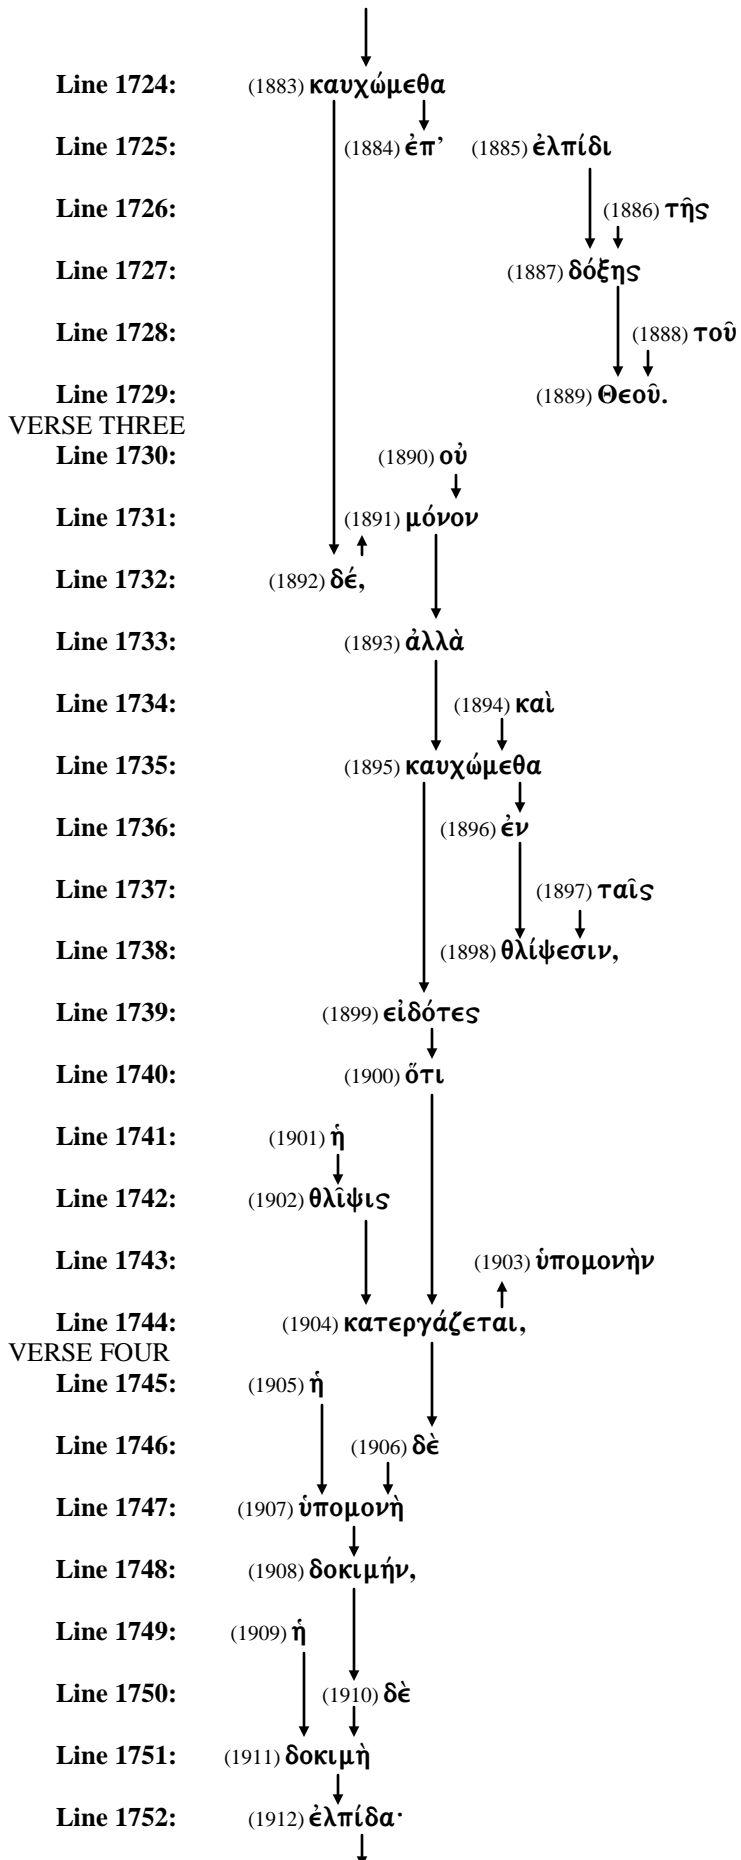 Line 1724: (1883) καυχώμεθα
Line 1725: (1884) ἐπ’ (1885) ἐλπίδι
Line 1726: (1886) τῆς
Line 1727: (1887) δόξης
Line 1728: (1888) τοῦ
Line 1729: (1889) Θεοῦ.
VERSE THREE
Line 1730: (1890) οὐ
Line 1731: (1891) μόνον
Line 1732: (1892) δέ,
Line 1733: (1893) ἀλλὰ
Line 1734: (1894) καὶ
Line 1735: (1895) καυχώμεθα
Line 1736: (1896) ἐν
Line 1737: (1897) ταῖς
Line 1738: (1898) θλίψεσιν,
Line 1739: (1899) εἰδότες
Line 1740: (1900) ὅτι
Line 1741: (1901) ἡ
Line 1742: (1902) θλῖψις
Line 1743: (1903) ὑπομονὴν
Line 1744: (1904) κατεργάζεται,
VERSE FOUR
Line 1745: (1905) ἡ
Line 1746: (1906) δὲ
Line 1747: (1907) ὑπομονὴ
Line 1748: (1908) δοκιμήν,
Line 1749: (1909) ἡ
Line 1750: (1910) δὲ
Line 1751: (1911) δοκιμὴ
Line 1752: (1912) ἐλπίδα·